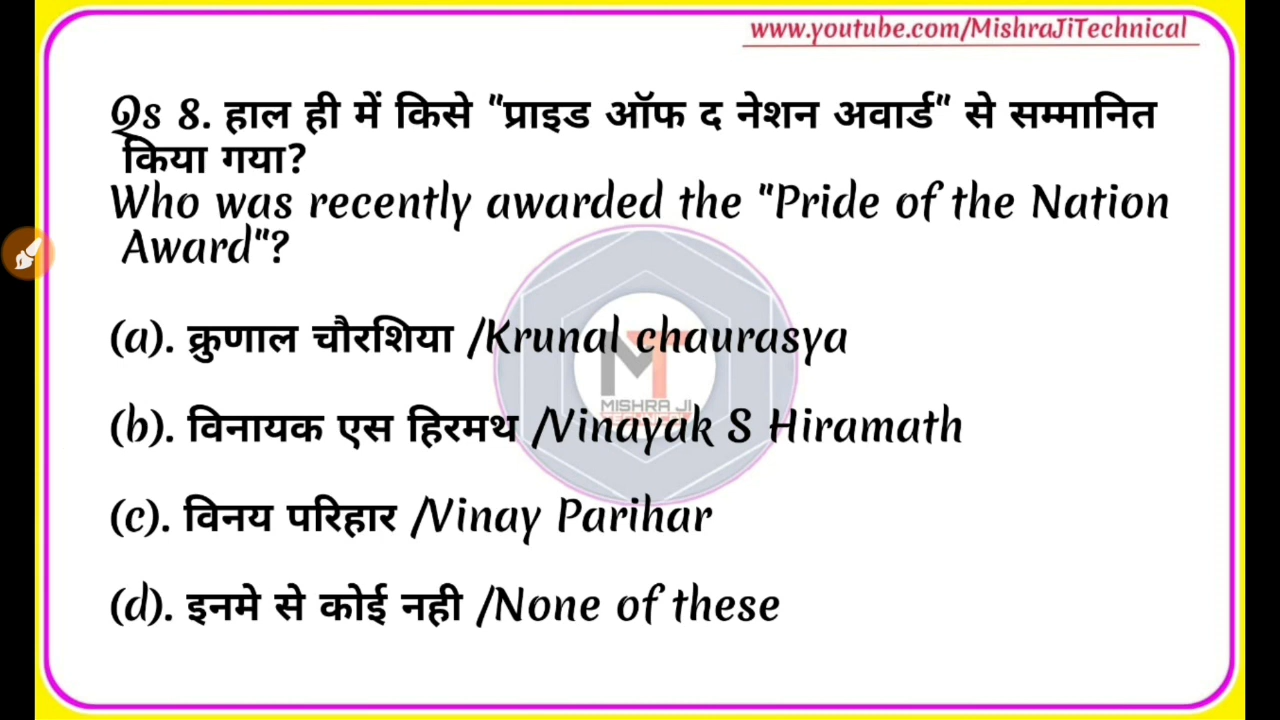 www.youtube.com/MishraJiTechnical
Qs 8. हाल ही में किसे "प्राइड ऑफ द नेशन अवार्ड" से सम्मानित
किया गया?
Who was recently awarded the "Pride of the Nation
Award"?
(a). क्रुणाल चौरशिया /Krunal chaurasya
MT
MISHRA JI
(b). विनायक एस हिरमथ /Vinayak S Hiramath
(c). विनय परिहार /Vinay Parihar
(d). इनमे से कोई नही /None of these